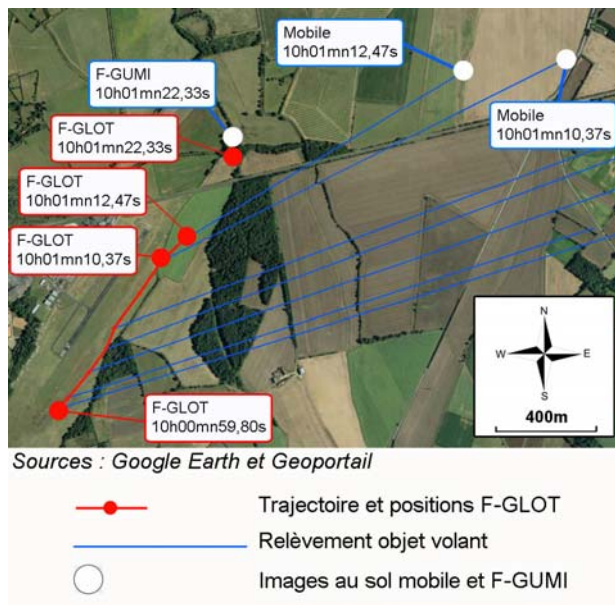 Mobile
10h01mn12,47s
F-GUMI
10h01mn22,33s
F-GLOT
10h01mn22,33s
Mobile
10h01mn10,37s
F-GLOT
10h01mn12,47s
F-GLOT
10h01mn10,37s
F-GLOT
10h00mn59,80s
N
W E
S
400m
Sources : Google Earth et Geoportail
Trajectoire et positions F-GLOT
Relèvement objet volant
Images au sol mobile et F-GUMI